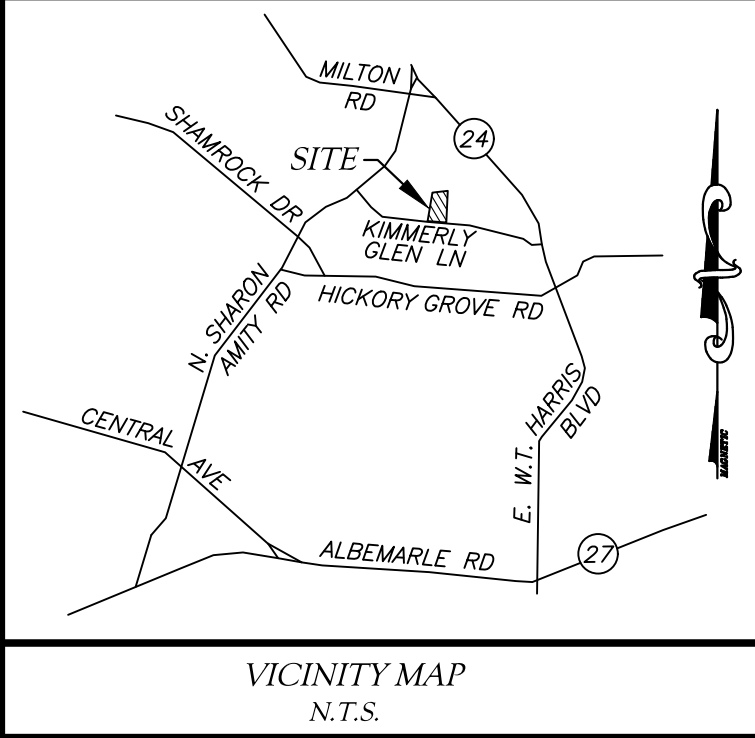 MILTON
RD
SHAMROCK DR
24
SITE
KIMMERLY
GLEN LN
HICKORY GROVE RD
N. SHARON
AMITY RD
E. W.T. HARRIS
BLVD
MAGNETIC
CENTRAL
AVE
ALBEMARLE RD
27
VICINITY MAP
N.T.S.